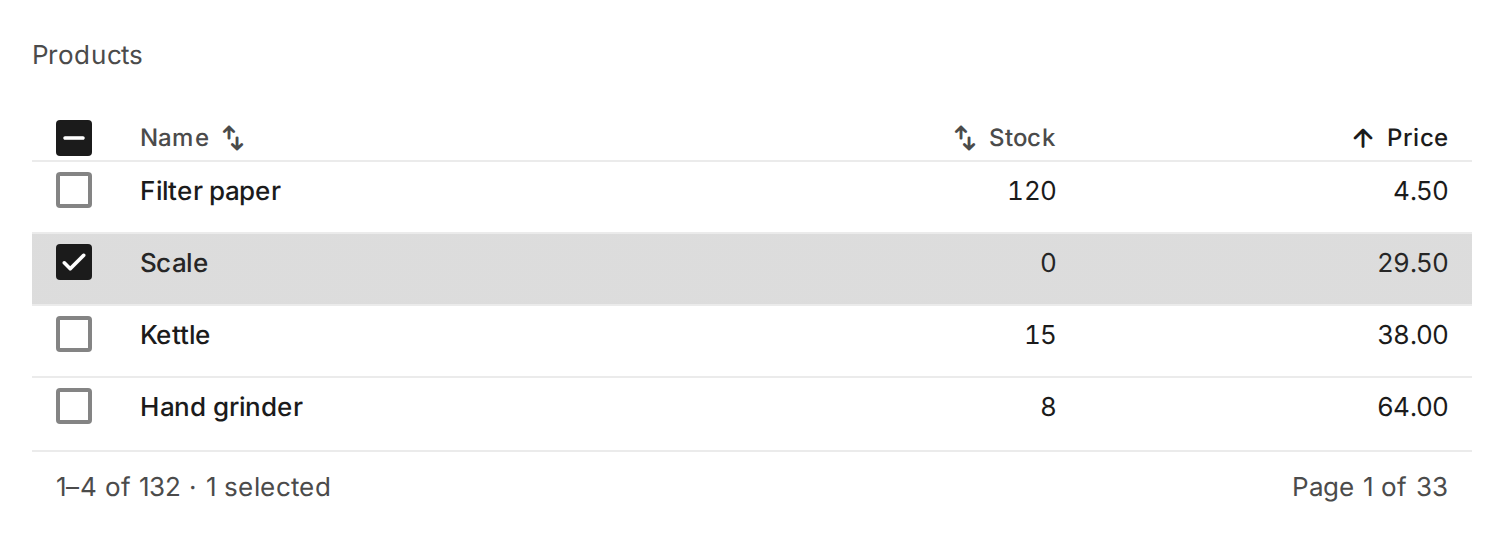 Products
Name Stock Price
Filter paper 120 4.50
Scale 0 29.50
Kettle 15 38.00
Hand grinder 8 64.00
1–4 of 132 · 1 selected Page 1 of 33